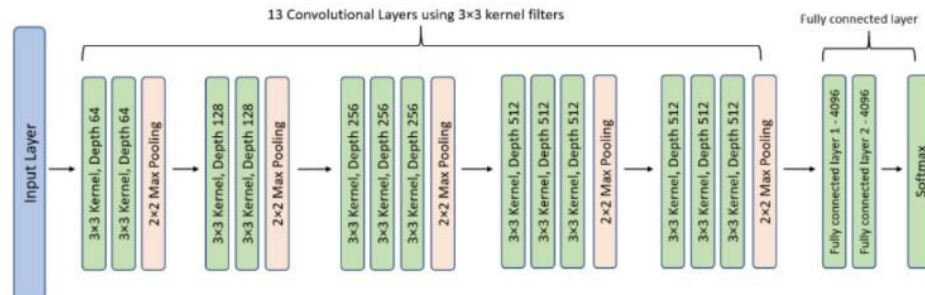 13 Convolutional Layers using 3×3 kernel filters
Fully connected layer
Input Layer
3×3 Kernel, Depth 64
3×3 Kernel, Depth 64
2×2 Max Pooling
3×3 Kernel, Depth 128
3×3 Kernel, Depth 128
2×2 Max Pooling
3×3 Kernel, Depth 256
3×3 Kernel, Depth 256
3×3 Kernel, Depth 256
2×2 Max Pooling
3×3 Kernel, Depth 512
3×3 Kernel, Depth 512
3×3 Kernel, Depth 512
2×2 Max Pooling
3×3 Kernel, Depth 512
3×3 Kernel, Depth 512
3×3 Kernel, Depth 512
2×2 Max Pooling
Fully connected layer 1 - 4096
Fully connected layer 2 - 4096
Softmax